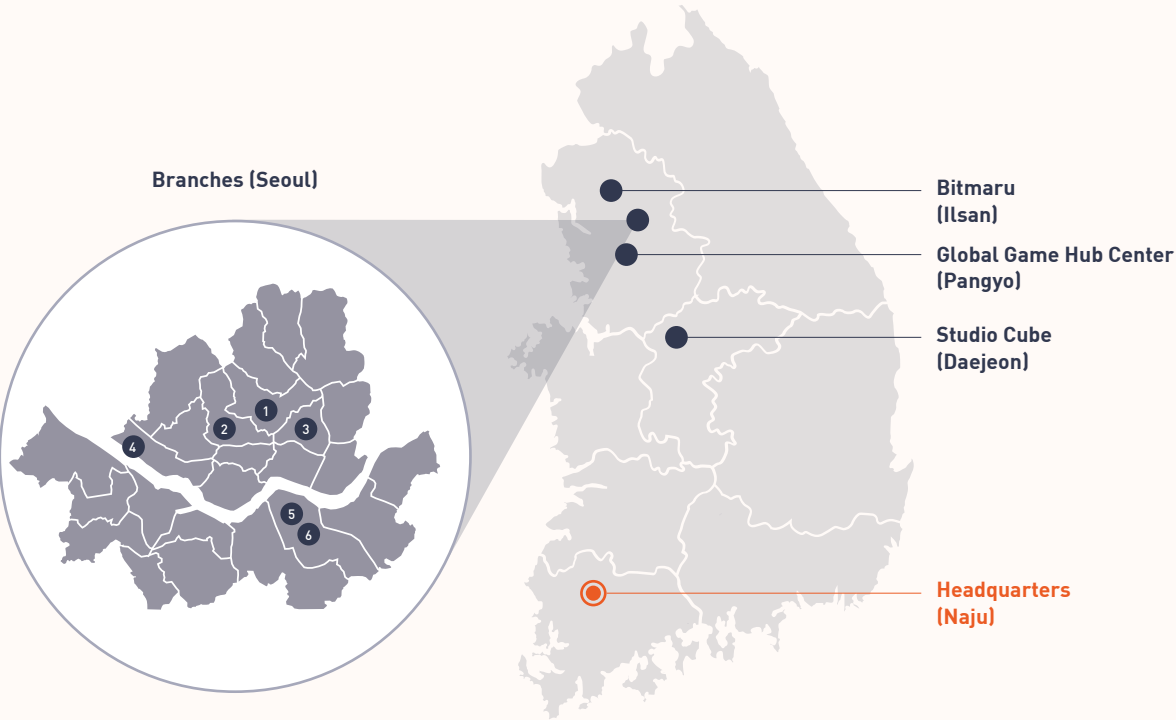 Branches (Seoul)
1
2
3
4
5
6
Bitmaru
(Ilsan)
Global Game Hub Center
(Pangyo)
Studio Cube
(Daejeon)
Headquarters
(Naju)